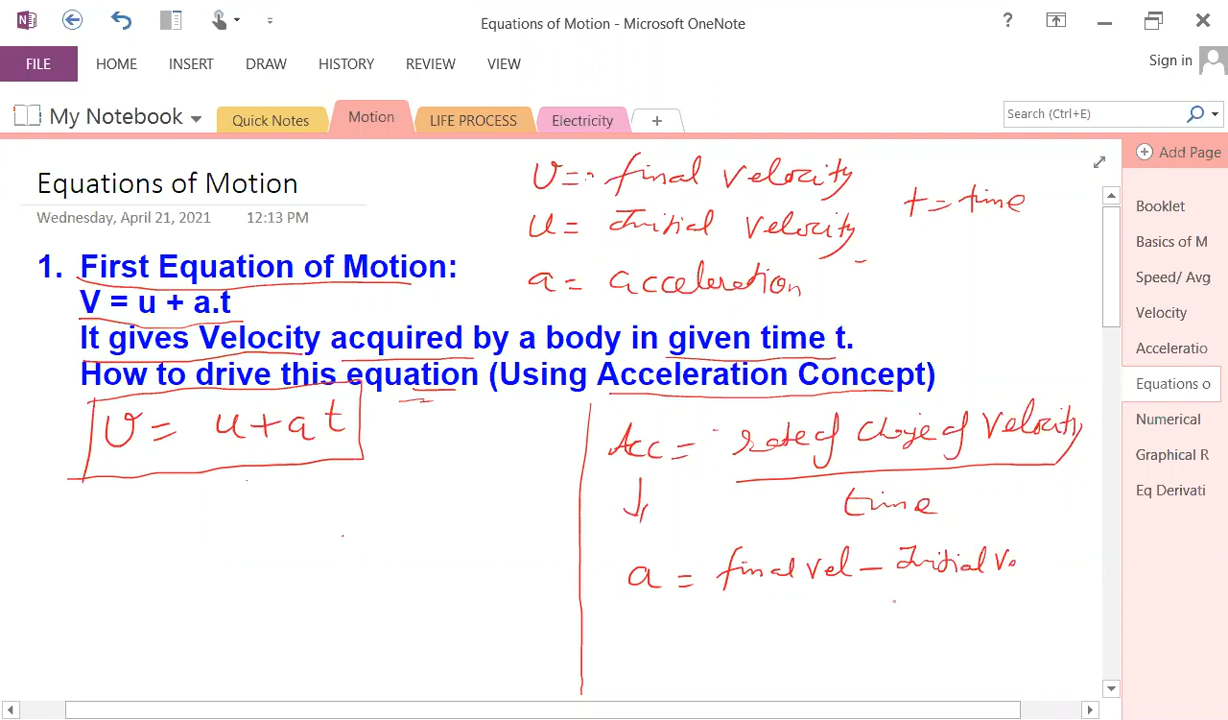 Equations of Motion - Microsoft OneNote
?
FILE HOME INSERT DRAW HISTORY REVIEW VIEW
Sign in
My Notebook
Quick Notes Motion LIFE PROCESS Electricity +
Search (Ctrl+E)
Add Page
Equations of Motion
Wednesday, April 21, 2021 12:13 PM
v = final velocity
t = time
u = Initial velocity
a = acceleration
1. First Equation of Motion:
V = u + a.t
It gives Velocity acquired by a body in given time t.
How to drive this equation (Using Acceleration Concept)
v = u + a t
Acc = rate of change of velocity
time
a = final vel - Initial ve
Booklet
Basics of M
Speed/ Avg
Velocity
Acceleratio
Equations o
Numerical
Graphical R
Eq Derivati